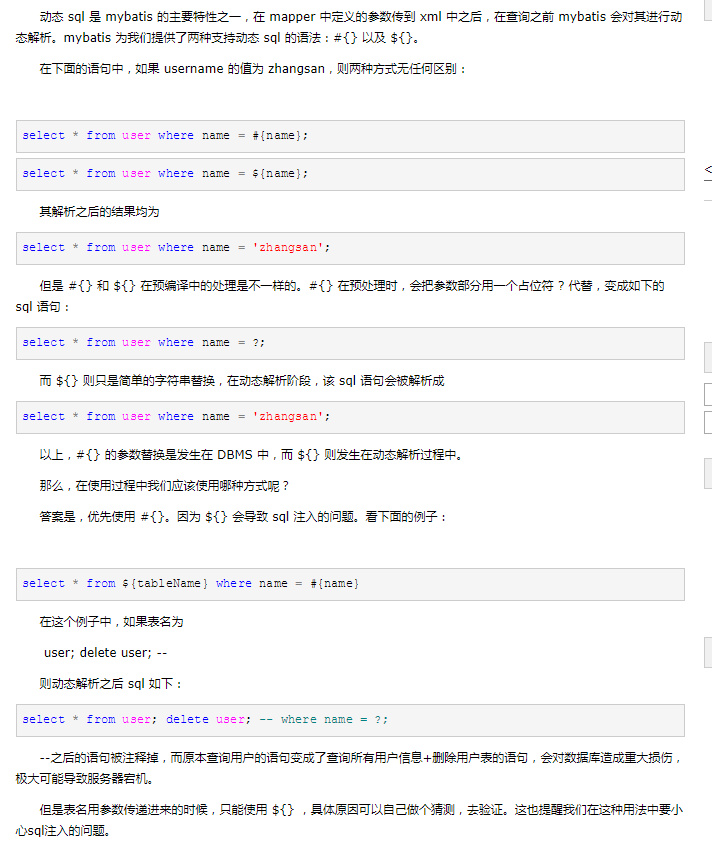 动态 sql 是 mybatis 的主要特性之一，在 mapper 中定义的参数传到 xml 中之后，在查询之前 mybatis 会对其进行动
态解析。mybatis 为我们提供了两种支持动态 sql 的语法：#{} 以及 ${}。
在下面的语句中，如果 username 的值为 zhangsan，则两种方式无任何区别：
select * from user where name = #{name};
select * from user where name = ${name};
其解析之后的结果均为
select * from user where name = 'zhangsan';
但是 #{} 和 ${} 在预编译中的处理是不一样的。#{} 在预处理时，会把参数部分用一个占位符 ? 代替，变成如下的
sql 语句：
select * from user where name = ?;
而 ${} 则只是简单的字符串替换，在动态解析阶段，该 sql 语句会被解析成
select * from user where name = 'zhangsan';
以上，#{} 的参数替换是发生在 DBMS 中，而 ${} 则发生在动态解析过程中。
那么，在使用过程中我们应该使用哪种方式呢？
答案是，优先使用 #{}。因为 ${} 会导致 sql 注入的问题。看下面的例子：
select * from ${tableName} where name = #{name}
在这个例子中，如果表名为
user; delete user; --
则动态解析之后 sql 如下：
select * from user; delete user; -- where name = ?;
--之后的语句被注释掉，而原本查询用户的语句变成了查询所有用户信息+删除用户表的语句，会对数据库造成重大损伤，
极大可能导致服务器宕机。
但是表名用参数传递进来的时候，只能使用 ${} ，具体原因可以自己做个猜测，去验证。这也提醒我们在这种用法中要小
心sql注入的问题。
<